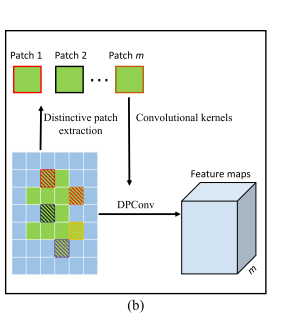 Patch 1 Patch 2 Patch m
Distinctive patch
extraction
Convolutional kernels
Feature maps
DPConv
m
(b)